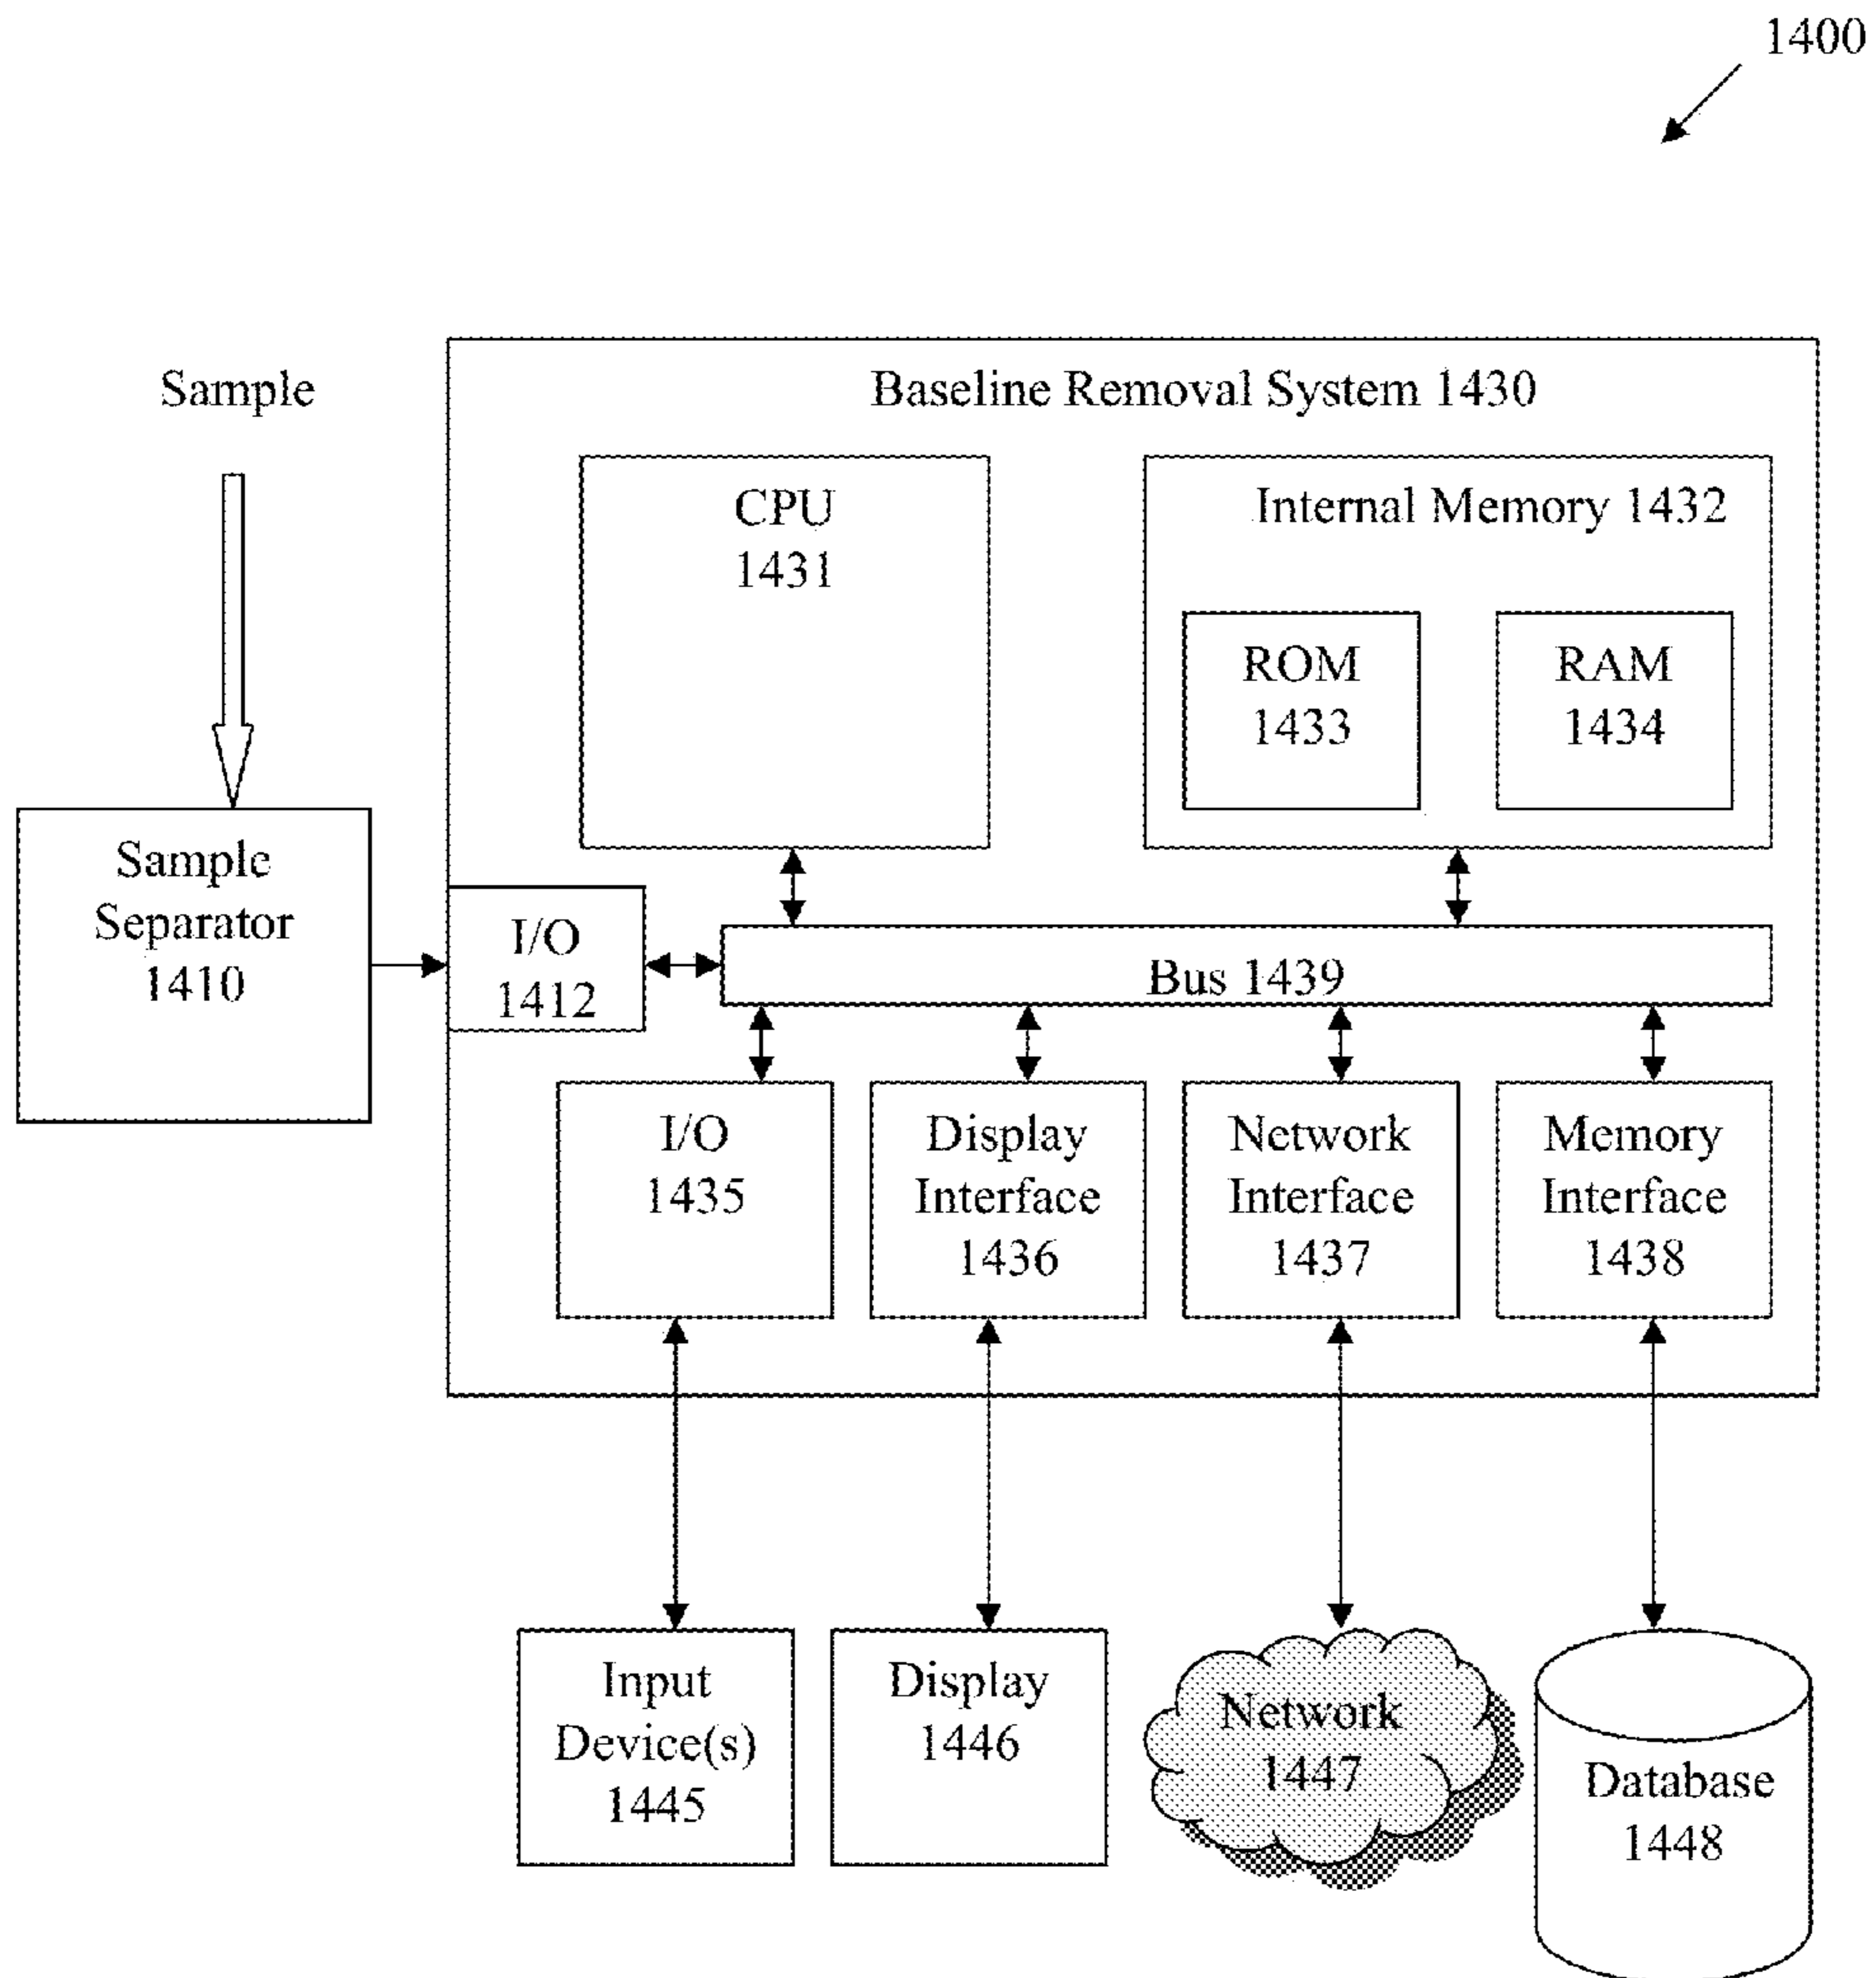 1400
Sample
Baseline Removal System 1430
CPU
1431
Internal Memory 1432
ROM
1433
RAM
1434
Sample
Separator
1410
I/O
1412
Bus 1439
I/O
1435
Display
Interface
1436
Network
Interface
1437
Memory
Interface
1438
Input
Device(s)
1445
Display
1446
Network
1447
Database
1448